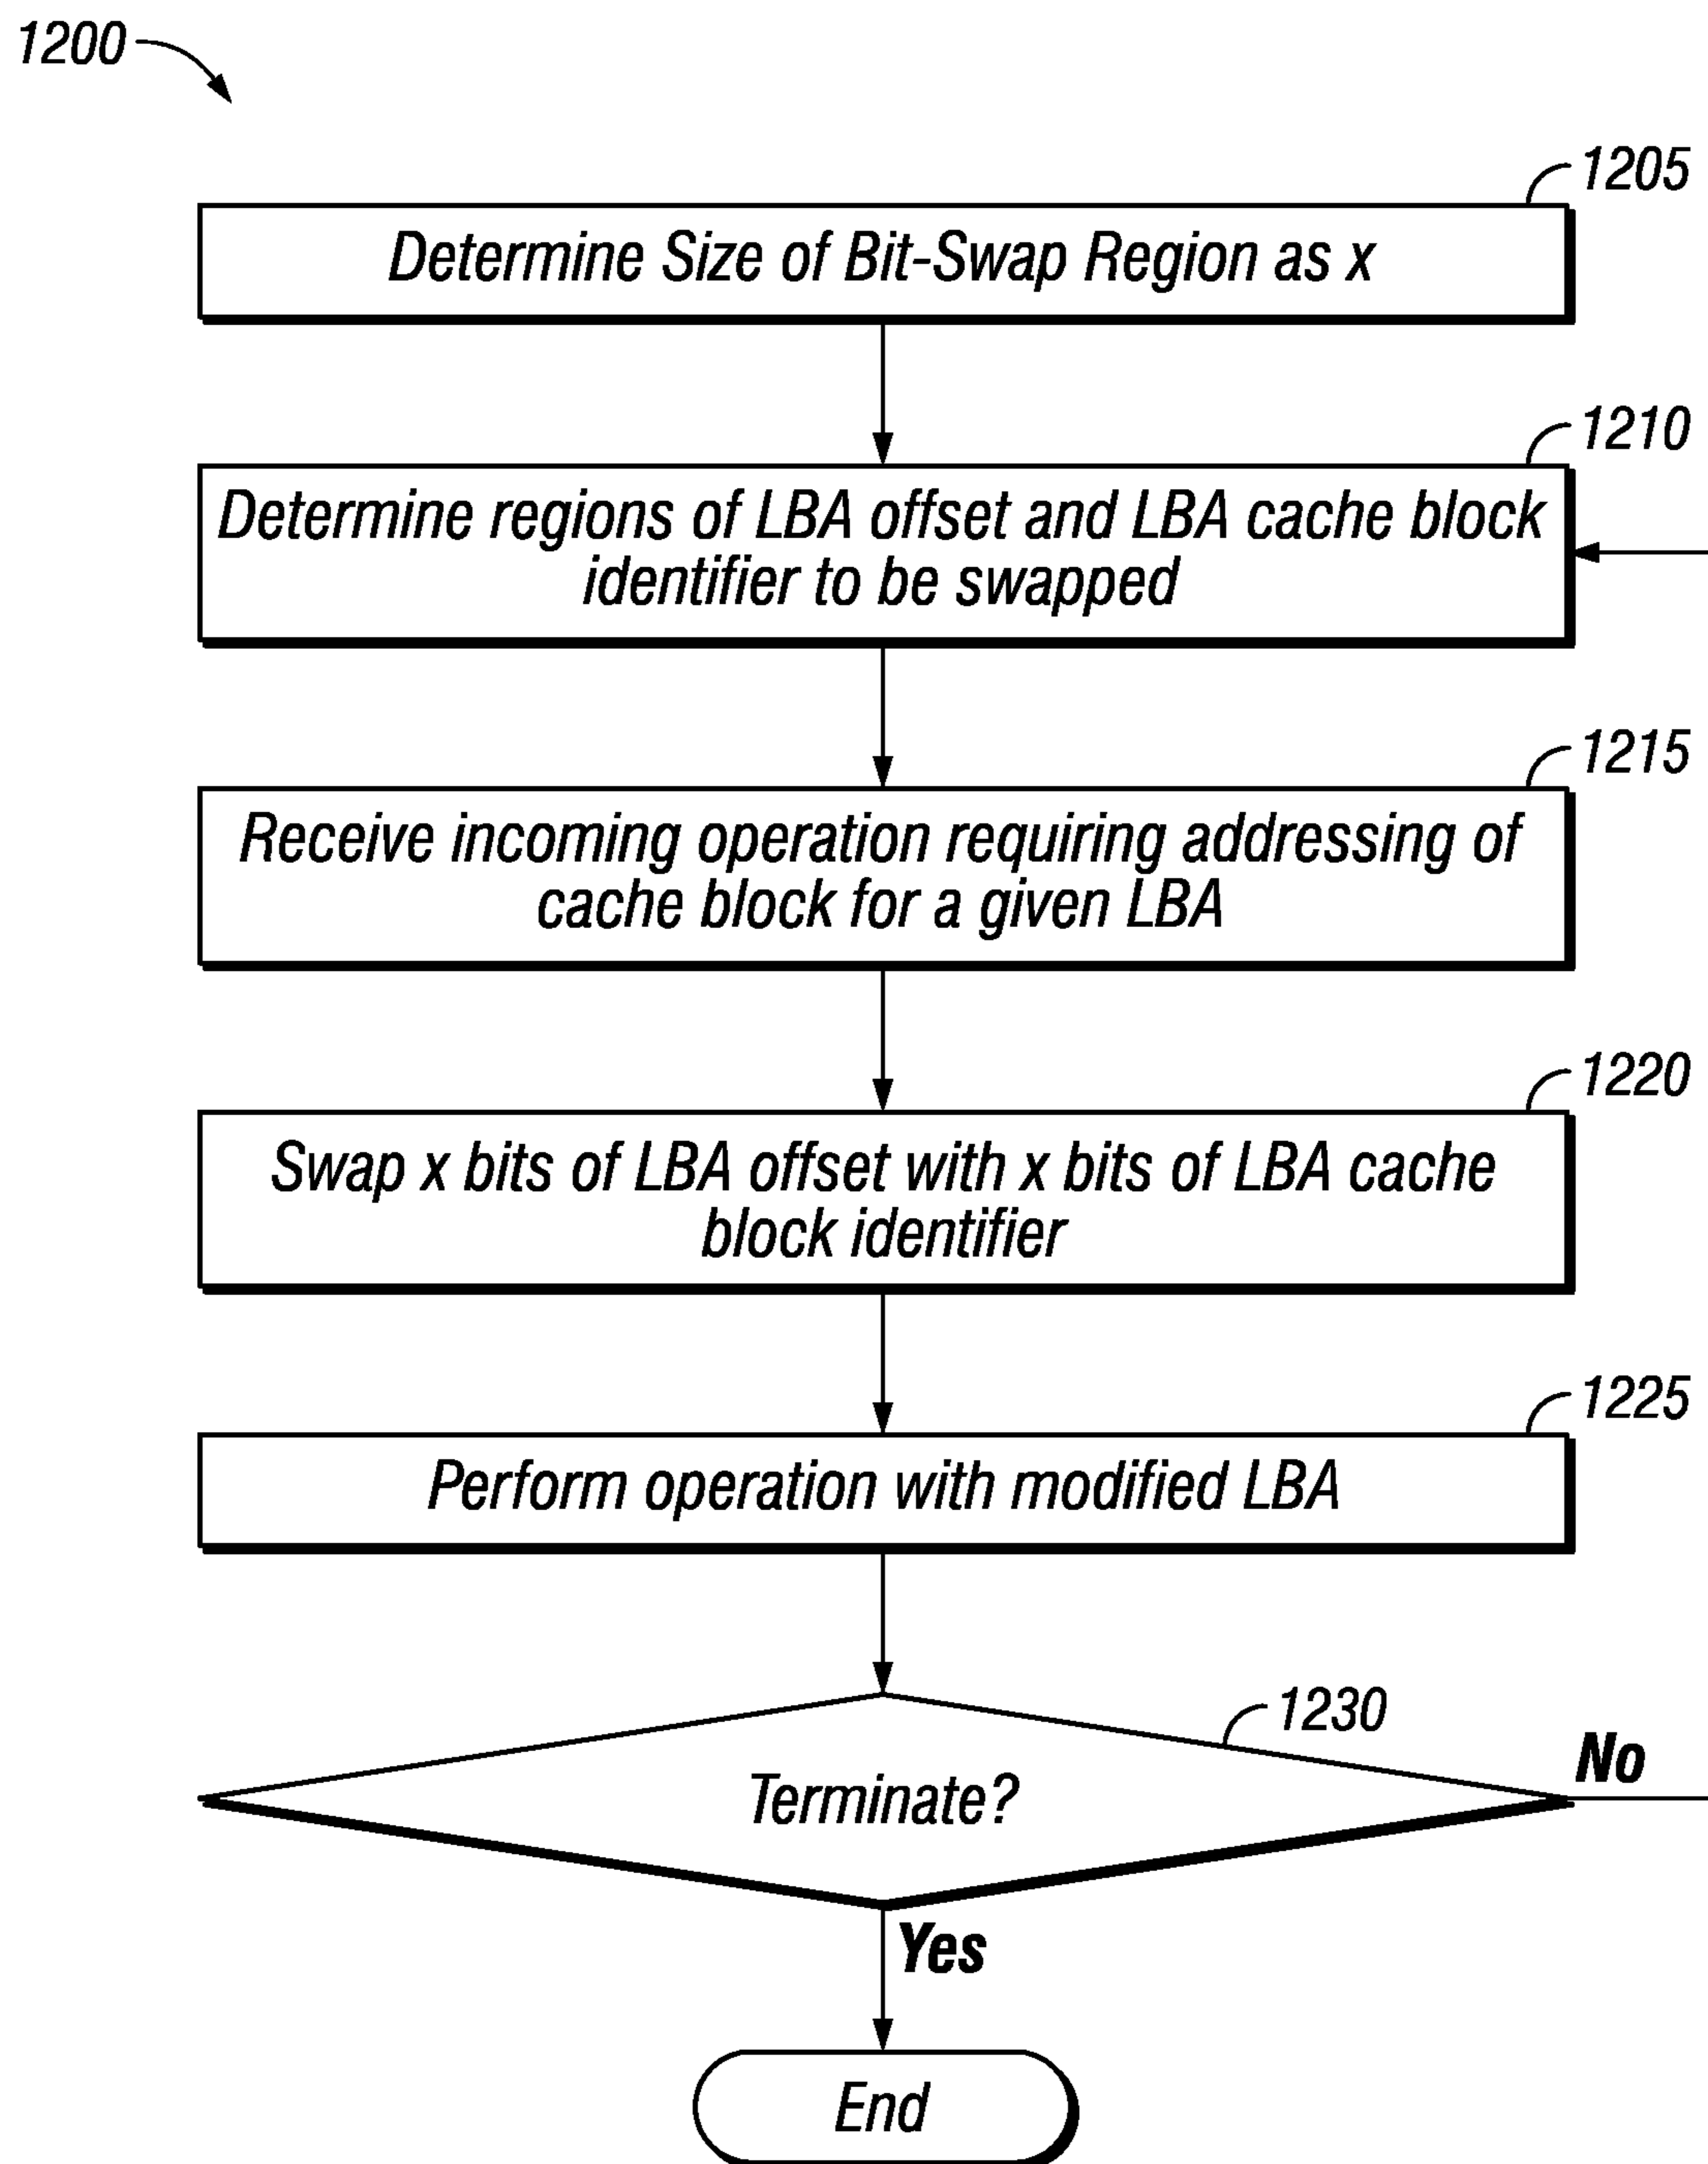 1200
1205
Determine Size of Bit-Swap Region as x
1210
Determine regions of LBA offset and LBA cache block
identifier to be swapped
1215
Receive incoming operation requiring addressing of
cache block for a given LBA
1220
Swap x bits of LBA offset with x bits of LBA cache
block identifier
1225
Perform operation with modified LBA
1230
No
Terminate?
Yes
End